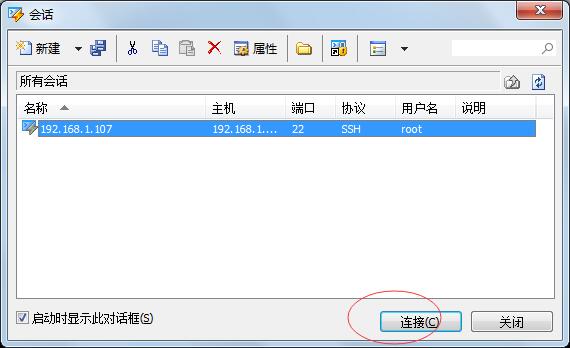 会话
新建 属性
所有会话
名称 主机 端口 协议 用户名 说明
192.168.1.107 192.168.1.... 22 SSH root
启动时显示此对话框(S) 连接(C) 关闭